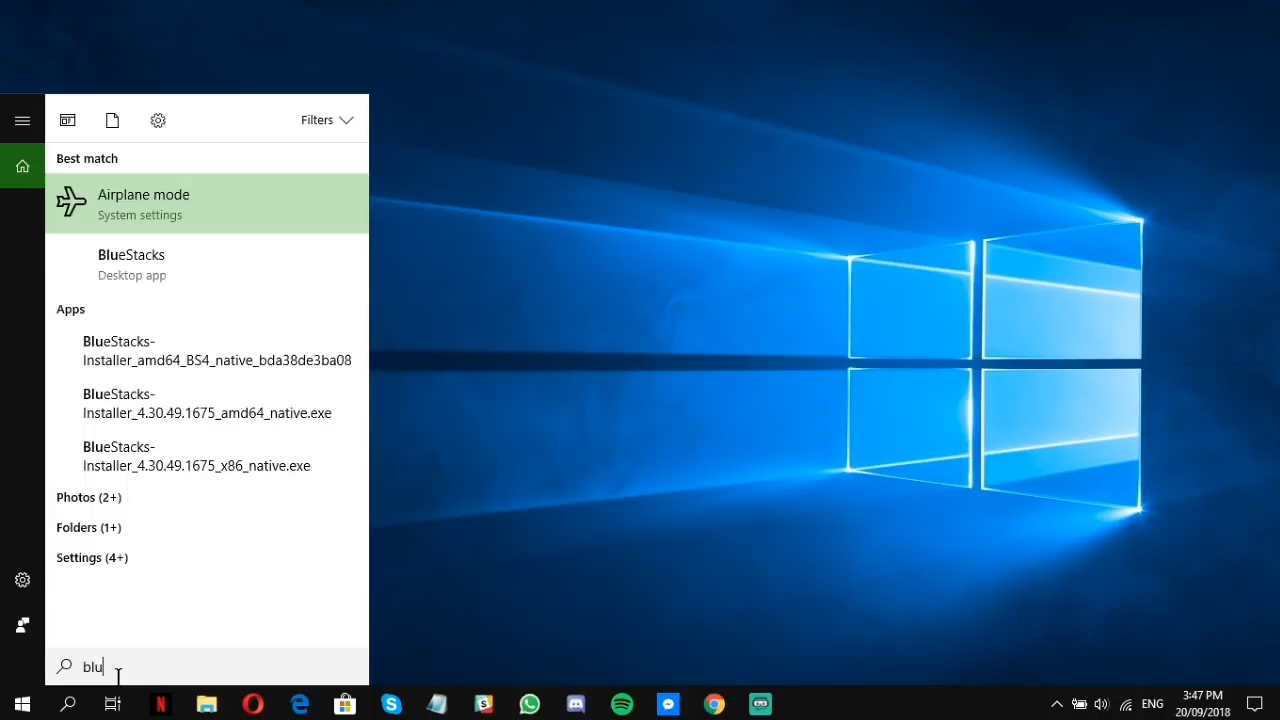 Filters
Best match
Airplane mode
System settings
BlueStacks
Desktop app
Apps
BlueStacks-
Installer_amd64_BS4_native_bda38de3ba08
BlueStacks-
Installer_4.30.49.1675_amd64_native.exe
BlueStacks-
Installer_4.30.49.1675_x86_native.exe
Photos (2+)
Folders (1+)
Settings (4+)
blu
ENG
3:47 PM
20/09/2018